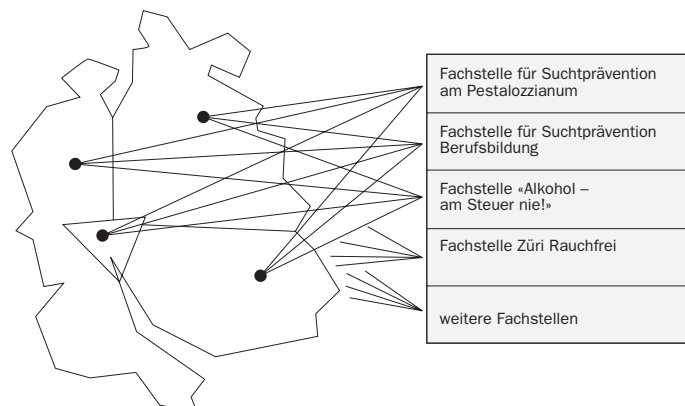 Fachstelle für Suchtprävention
am Pestalozzianum
Fachstelle für Suchtprävention
Berufsbildung
Fachstelle «Alkohol –
am Steuer nie!»
Fachstelle Züri Rauchfrei
weitere Fachstellen